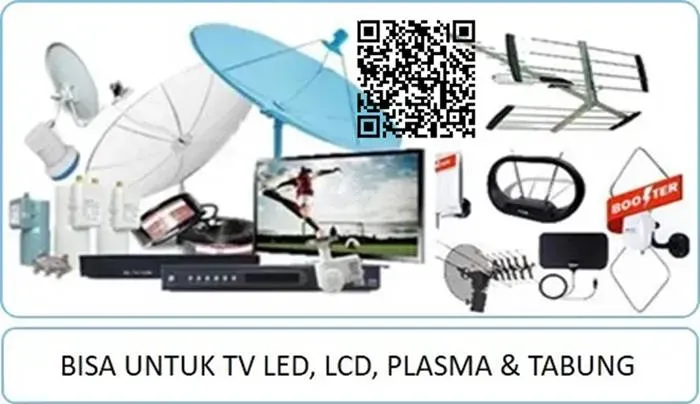 BOOSTER
BISA UNTUK TV LED, LCD, PLASMA & TABUNG